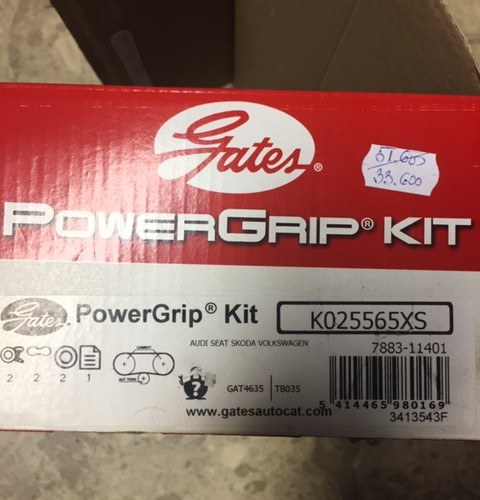 Gates®
51.600
33.600
POWERGRIP® KIT
Gates PowerGrip® Kit K025565XS
AUDI SEAT SKODA VOLKSWAGEN 7883-11401
2 2 2 1
GAT4635 TB035
www.gatesautocat.com
5 414465 980169
3413543F